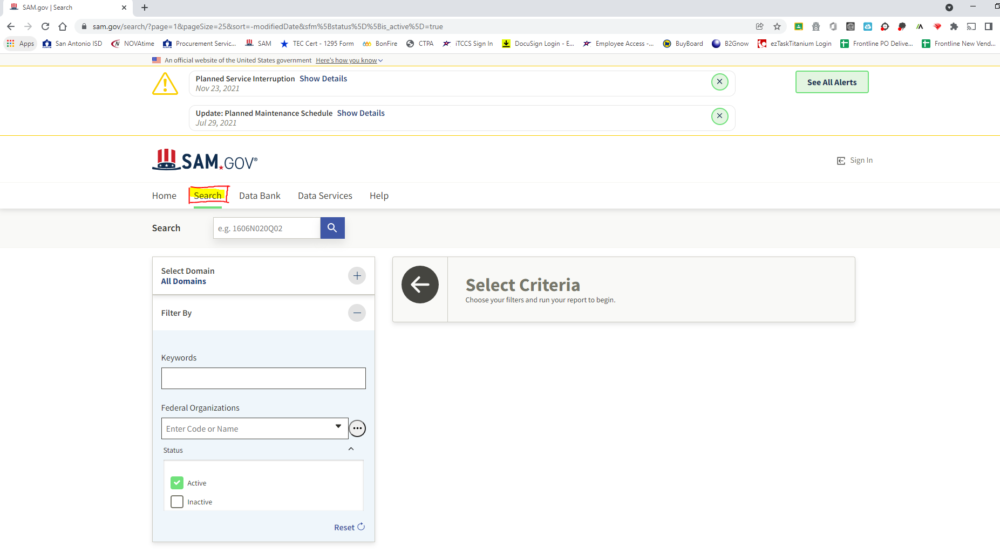 SAM.gov | Search
sam.gov/search/?page=1&pageSize=25&sort=-modifiedDate&sfm%5Bstatus%5D%5Bis_active%5D=true
Apps San Antonio ISD NOVAtime Procurement Servic... SAM TEC Cert - 1295 Form BonFire CTPA iTCCS Sign In DocuSign Login - E... Employee Access -... BuyBoard B2Gnow ezTaskTitanium Login Frontline PO Delive... Frontline New Vend...
An official website of the United States government Here's how you know
Planned Service Interruption Show Details
Nov 23, 2021
See All Alerts
Update: Planned Maintenance Schedule Show Details
Jul 29, 2021
SAM.GOV®
Sign In
Home Search Data Bank Data Services Help
Search e.g. 1606N020Q02
Select Domain
All Domains
Select Criteria
Choose your filters and run your report to begin.
Filter By
Keywords
Federal Organizations
Enter Code or Name
Status
Active
Inactive
Reset